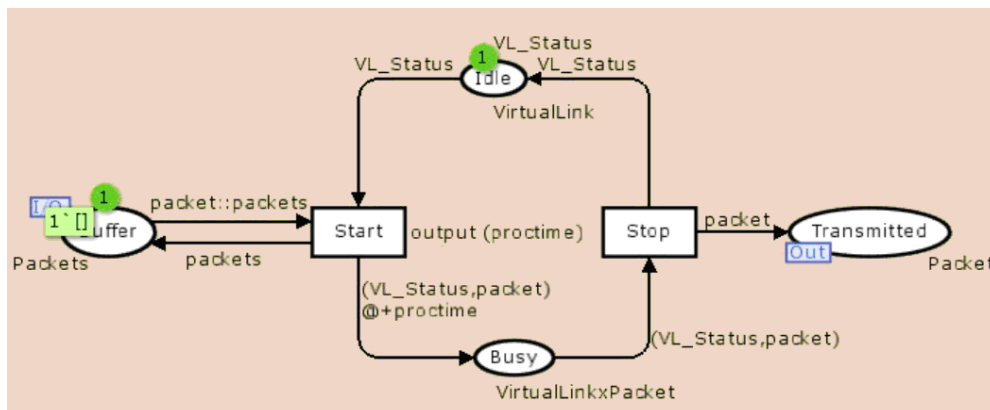 VL_Status
VL_Status
1
VL_Status
Idle
VirtualLink
I/O
1
1`[]
Buffer
Packets
packet::packets
packets
Start
output (proctime)
Stop
packet
Transmitted
Out
Packet
(VL_Status,packet)
@+proctime
(VL_Status,packet)
Busy
VirtualLinkxPacket